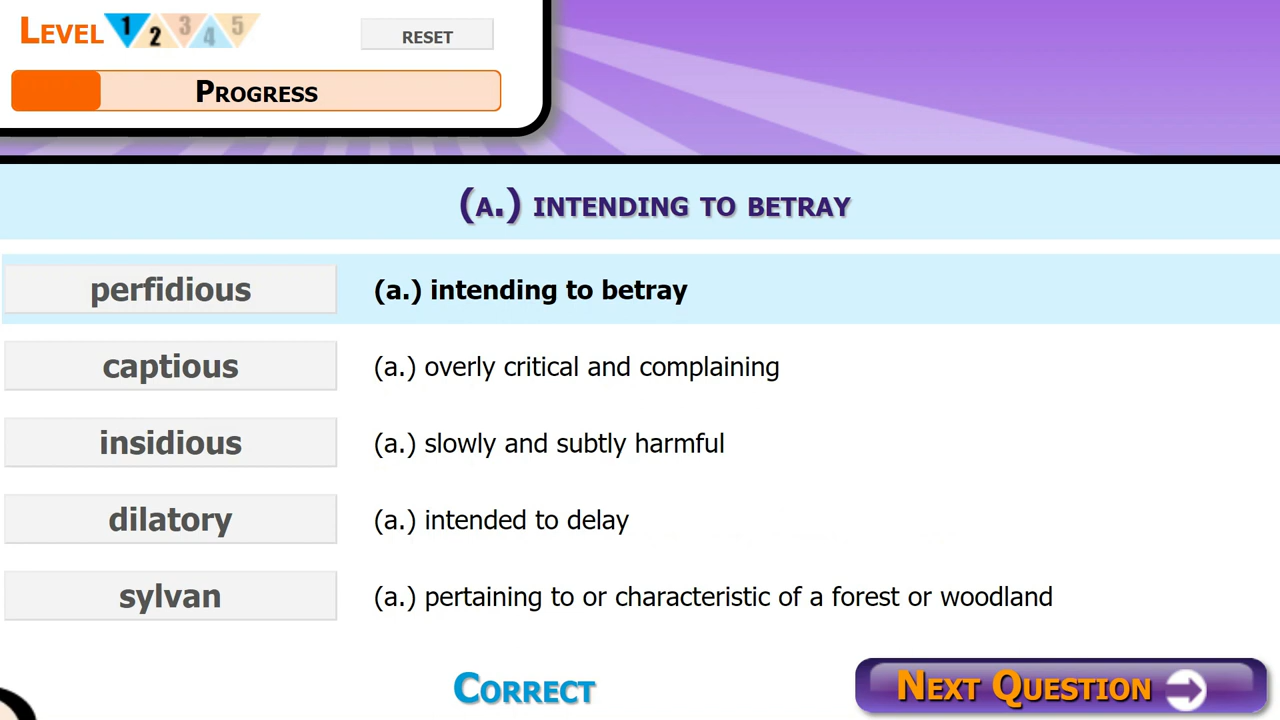 LEVEL 1 2 3 4 5
RESET
PROGRESS
(A.) INTENDING TO BETRAY
perfidious (a.) intending to betray
captious (a.) overly critical and complaining
insidious (a.) slowly and subtly harmful
dilatory (a.) intended to delay
sylvan (a.) pertaining to or characteristic of a forest or woodland
CORRECT
NEXT QUESTION